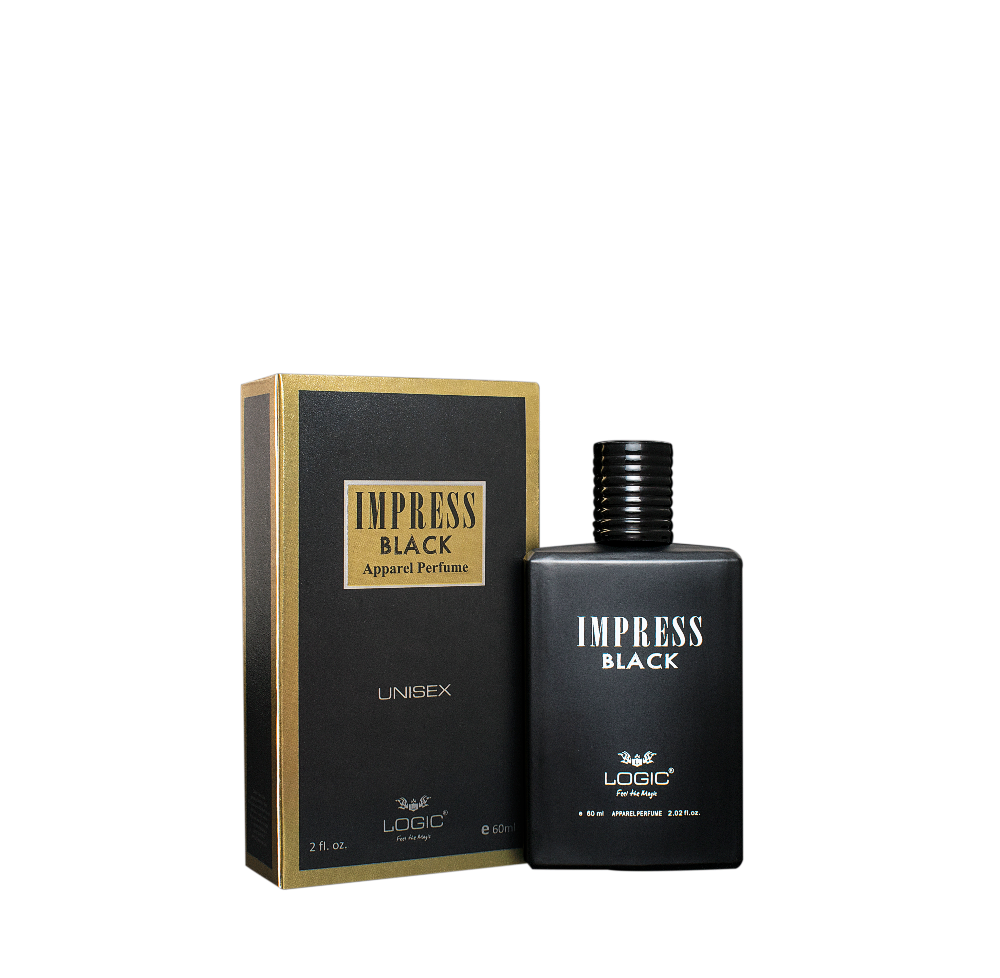 IMPRESS
BLACK
Apparel Perfume
UNISEX
LOGIC®
Feel the Magic
2 fl. oz.
e 60ml
IMPRESS
BLACK
LOGIC®
Feel the Magic
e 60 ml APPAREL PERFUME 2.02 fl.oz.